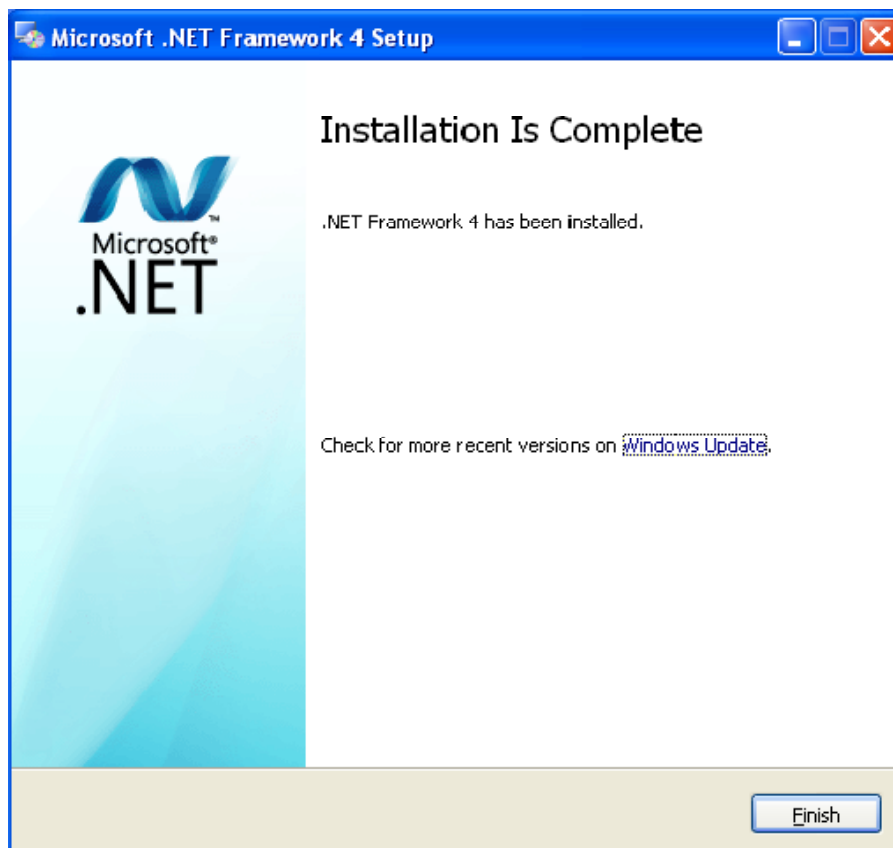 Microsoft .NET Framework 4 Setup
Installation Is Complete
Microsoft®
.NET
™
.NET Framework 4 has been installed.
Check for more recent versions on Windows Update.
Finish